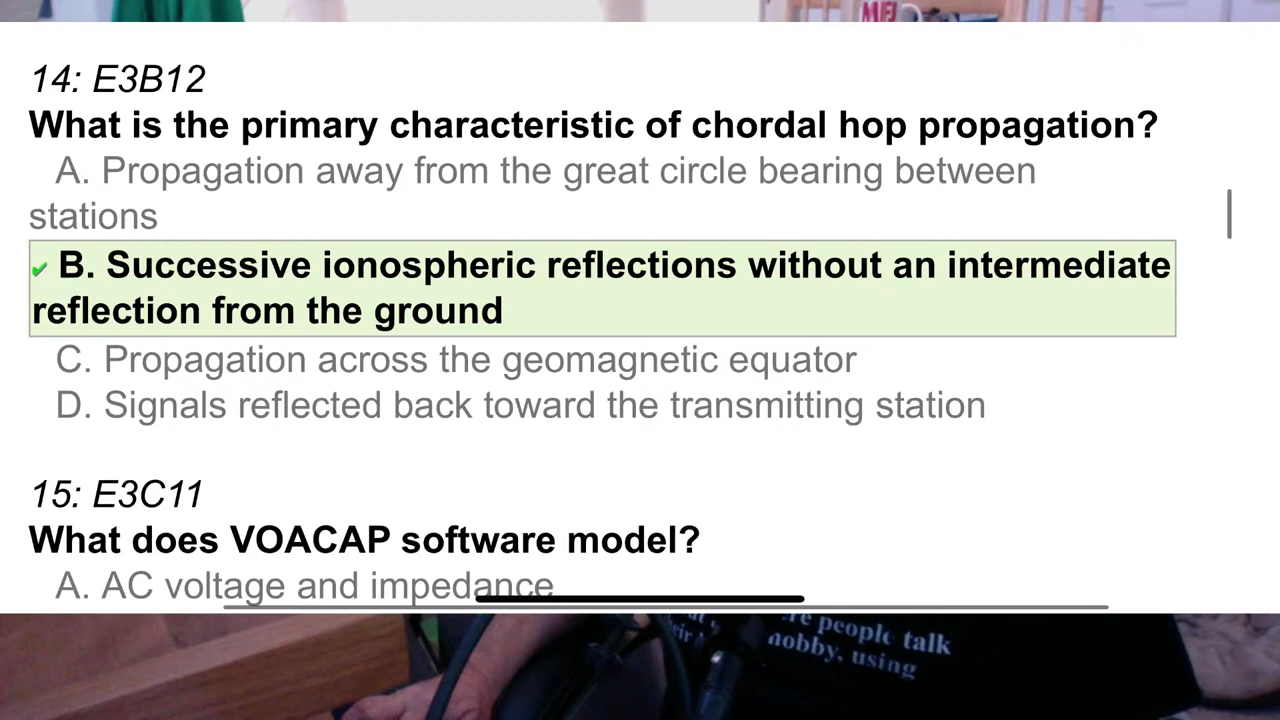 MFJ
14: E3B12
What is the primary characteristic of chordal hop propagation?
A. Propagation away from the great circle bearing between
stations
✔ B. Successive ionospheric reflections without an intermediate
reflection from the ground
C. Propagation across the geomagnetic equator
D. Signals reflected back toward the transmitting station
15: E3C11
What does VOACAP software model?
A. AC voltage and impedance
people talk
hobby, using